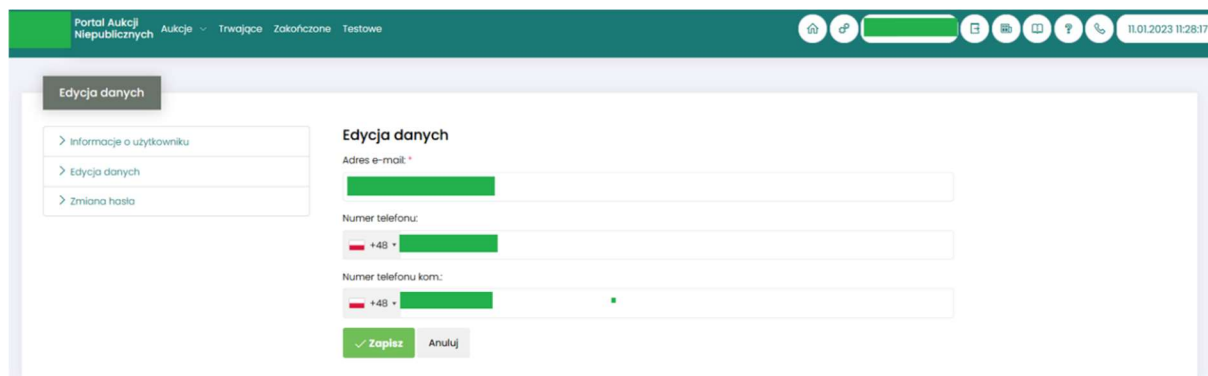 Portal Aukcji
Niepublicznych Aukcje Trwające Zakończone Testowe 11.01.2023 11:28:17
Edycja danych
Informacje o użytkowniku
Edycja danych
Zmiana hasła
Edycja danych
Adres e-mail: *
Numer telefonu:
+48
Numer telefonu kom.:
+48
Zapisz Anuluj